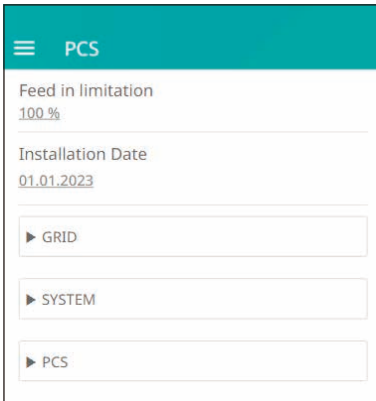 PCS
Feed in limitation
100 %
Installation Date
01.01.2023
GRID
SYSTEM
PCS